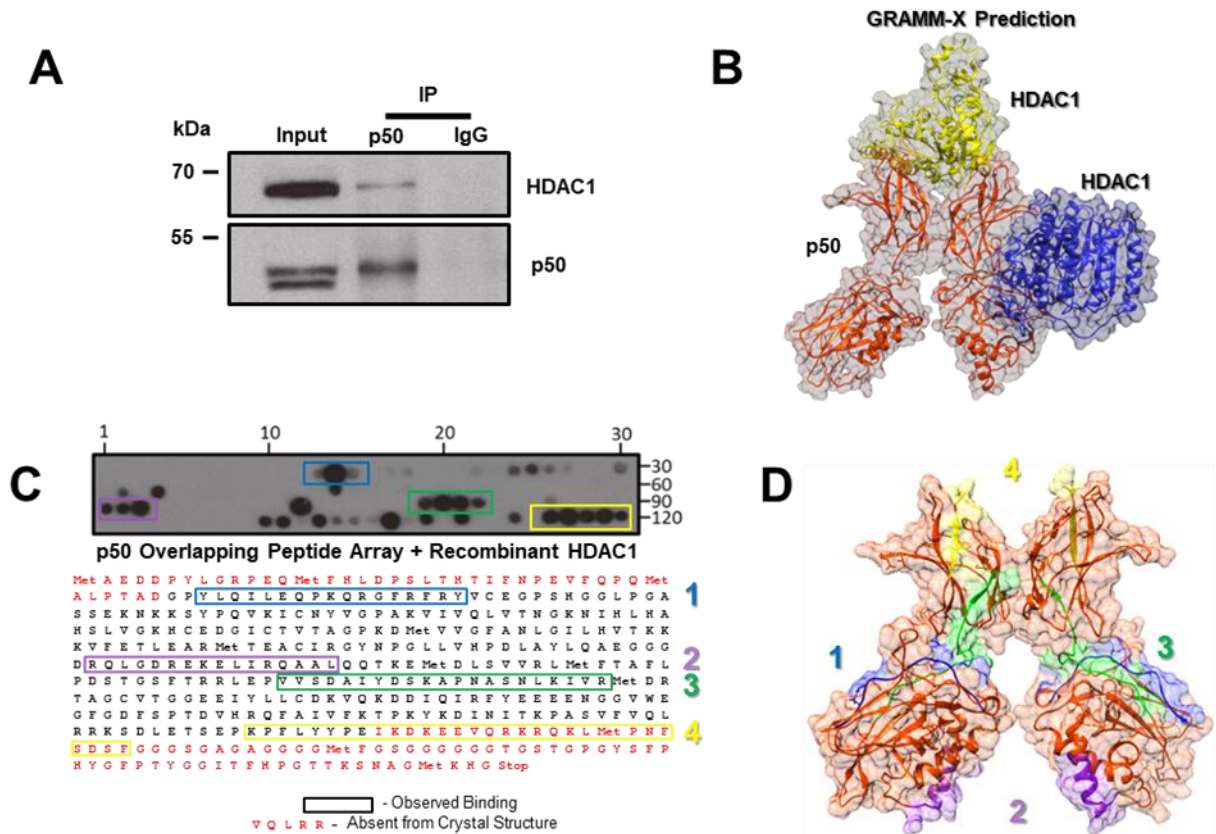 A
IP
kDa
Input p50 IgG
70
HDAC1
55
p50
GRAMM-X Prediction
B
HDAC1
HDAC1
p50
1 10 20 30
C
30
60
90
120
p50 Overlapping Peptide Array + Recombinant HDAC1
Met A E D D P Y L G R P E Q Met F H L D P S L T H T I F N P E V F Q P Q Met
A L P T A D G P Y L Q I L E Q P K Q R G F R F R Y V C E G P S H G G L P G A 1
S S E K N K K S Y P Q V K I C N Y V G P A K V I V Q L V T N G K N I H L H A
H S L V G K H C E D G I C T V T A G P K D Met V V G F A N L G I L H V T K K
K V F E T L E A R Met T E A C I R G Y N P G L L V H P D L A Y L Q A E G G G
D R Q L G D R E K E L I R Q A A L Q Q T K E Met D L S V V R L Met F T A F L 2
P D S T G S F T R R L E P V V S D A I Y D S K A P N A S N L K I V R Met D R 3
T A G C V T G G E E I Y L L C D K V Q K D D I Q I R F Y E E E E N G G V W E
G F G D F S P T D V H R Q F A I V F K T P K Y K D I N I T K P A S V F V Q L
R R K S D L E T S E P K P F L Y Y P E I K D K E E V Q R K R Q K L Met P N F 4
S D S F G G G S G A G A G G G G Met F G S G G G G G G T G S T G P G Y S F P
H Y G F P T Y G G I T F H P G T T K S N A G Met K H G Stop
- Observed Binding
V Q L R R - Absent from Crystal Structure
D
4
1
3
2